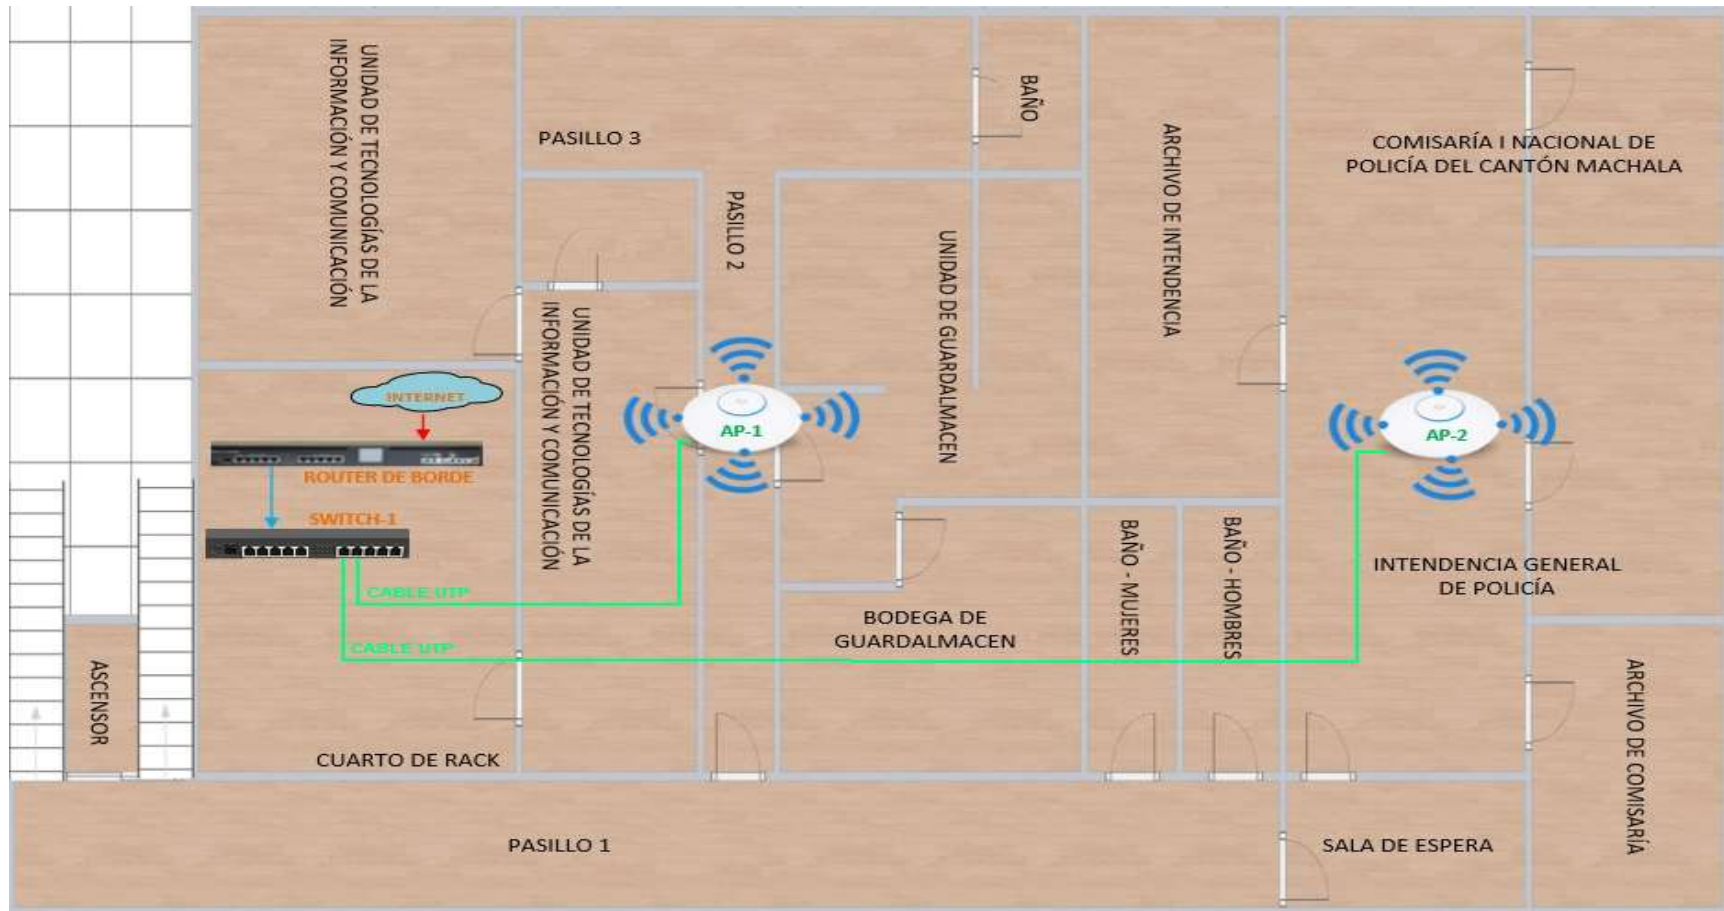 UNIDAD DE TECNOLOGÍAS DE LA
INFORMACIÓN Y COMUNICACIÓN
PASILLO 3
BAÑO
ARCHIVO DE INTENDENCIA
COMISARÍA I NACIONAL DE
POLICÍA DEL CANTÓN MACHALA
PASILLO 2
UNIDAD DE GUARDALMACEN
UNIDAD DE TECNOLOGÍAS DE LA
INFORMACIÓN Y COMUNICACIÓN
INTERNET
AP-1
AP-2
ROUTER DE BORDE
SWITCH-1
CABLE UTP
CABLE UTP
BODEGA DE
GUARDALMACEN
BAÑO - MUJERES
BAÑO - HOMBRES
INTENDENCIA GENERAL
DE POLICÍA
ASCENSOR
CUARTO DE RACK
ARCHIVO DE COMISARÍA
PASILLO 1
SALA DE ESPERA